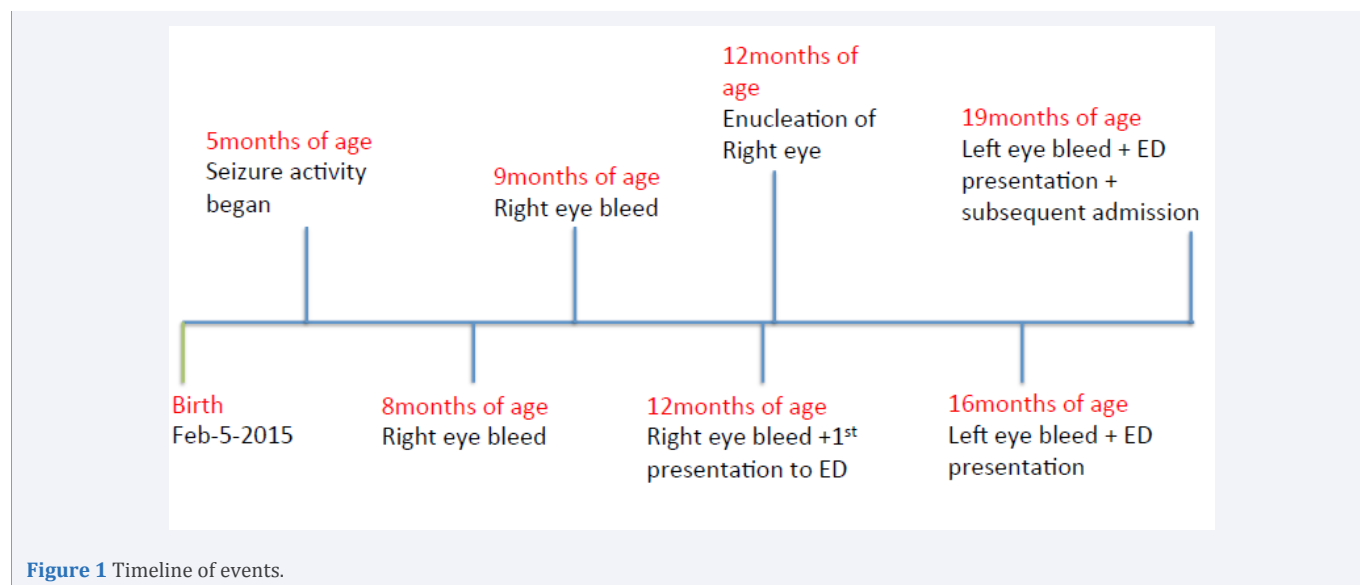 5months of age
Seizure activity
began
9months of age
Right eye bleed
12months of
age
Enucleation of
Right eye
19months of age
Left eye bleed + ED
presentation +
subsequent admission
Birth
Feb-5-2015
8months of age
Right eye bleed
12months of age
Right eye bleed +1st
presentation to ED
16months of age
Left eye bleed + ED
presentation
Figure 1 Timeline of events.